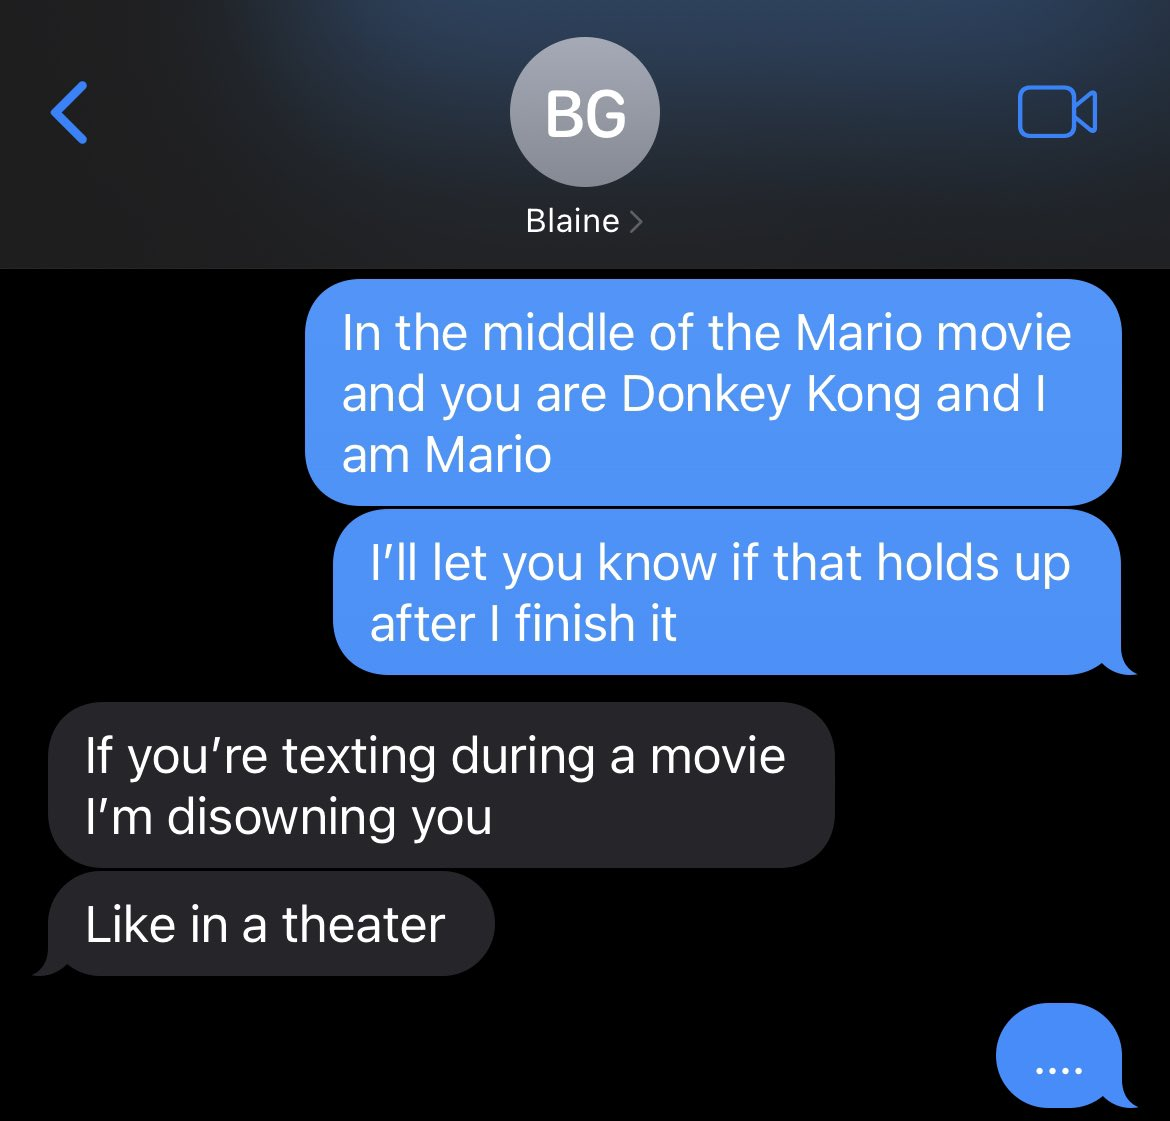 BG
Blaine
In the middle of the Mario movie
and you are Donkey Kong and I
am Mario
I’ll let you know if that holds up
after I finish it
If you’re texting during a movie
I’m disowning you
Like in a theater
....